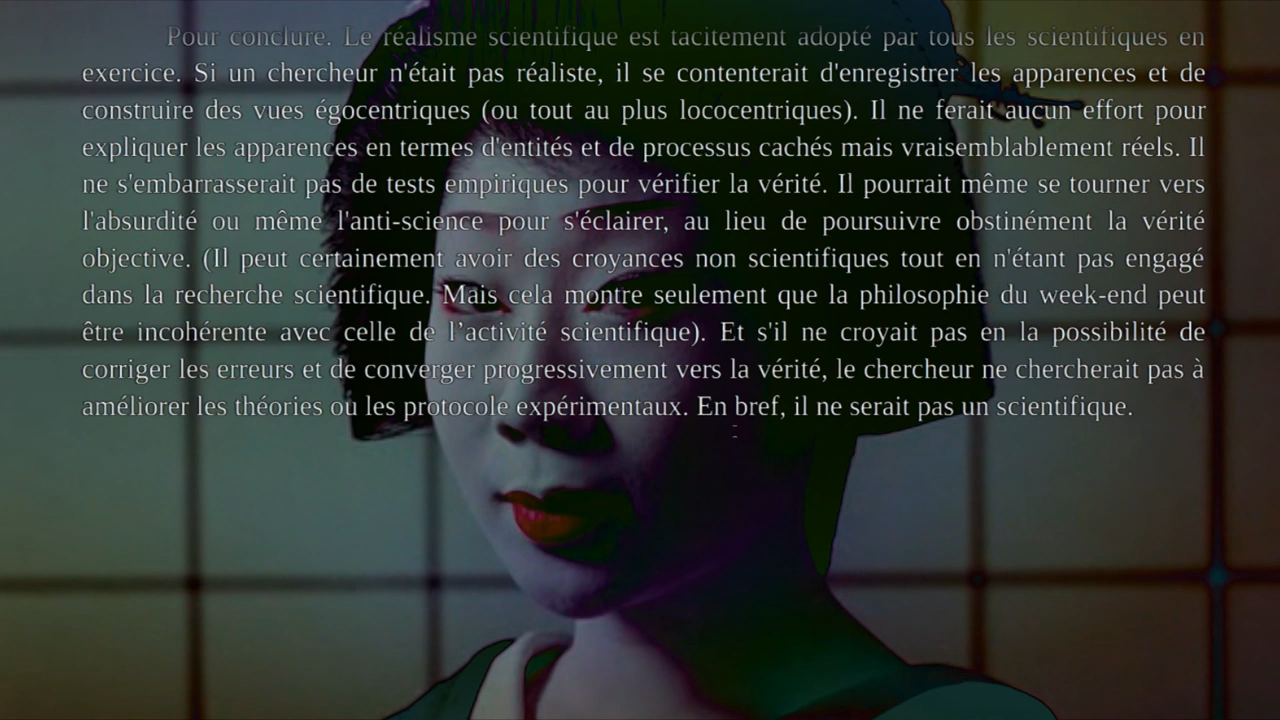 Pour conclure. Le réalisme scientifique est tacitement adopté par tous les scientifiques en
exercice. Si un chercheur n'était pas réaliste, il se contenterait d'enregistrer les apparences et de
construire des vues égocentriques (ou tout au plus lococentriques). Il ne ferait aucun effort pour
expliquer les apparences en termes d'entités et de processus cachés mais vraisemblablement réels. Il
ne s'embarrasserait pas de tests empiriques pour vérifier la vérité. Il pourrait même se tourner vers
l'absurdité ou même l'anti-science pour s'éclairer, au lieu de poursuivre obstinément la vérité
objective. (Il peut certainement avoir des croyances non scientifiques tout en n'étant pas engagé
dans la recherche scientifique. Mais cela montre seulement que la philosophie du week-end peut
être incohérente avec celle de l’activité scientifique). Et s'il ne croyait pas en la possibilité de
corriger les erreurs et de converger progressivement vers la vérité, le chercheur ne chercherait pas à
améliorer les théories ou les protocole expérimentaux. En bref, il ne serait pas un scientifique.